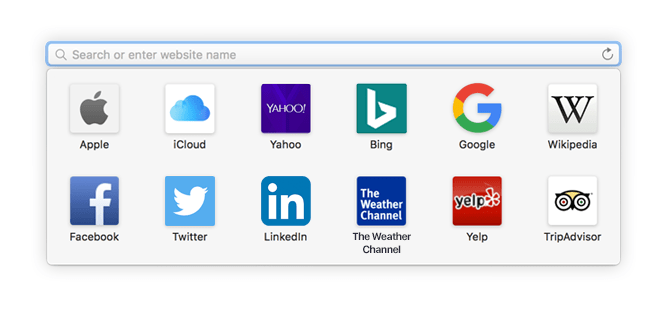 Search or enter website name
YAHOO!
Apple
iCloud
Yahoo
Bing
Google
Wikipedia
The
Weather
Channel
yelp
Facebook
Twitter
LinkedIn
The Weather
Channel
Yelp
TripAdvisor